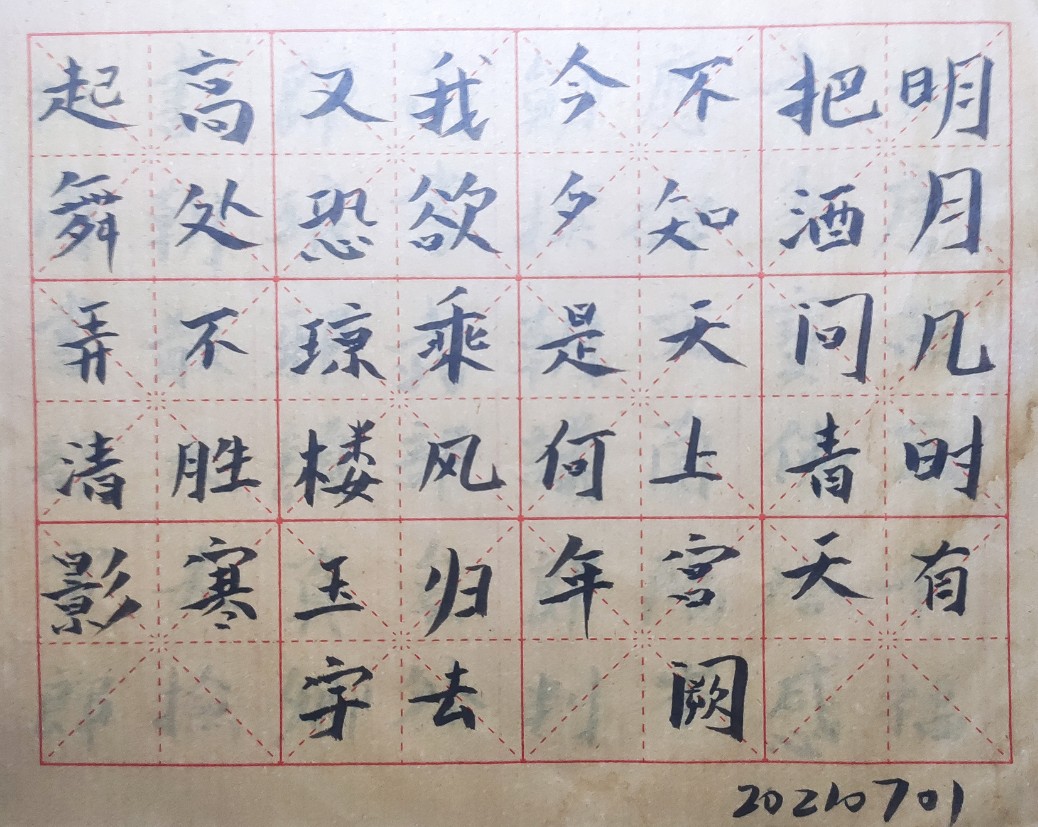 明月几时有
把酒问青天
不知天上宫阙
今夕是何年
我欲乘风归去
又恐琼楼玉宇
高处不胜寒
起舞弄清影
20210701